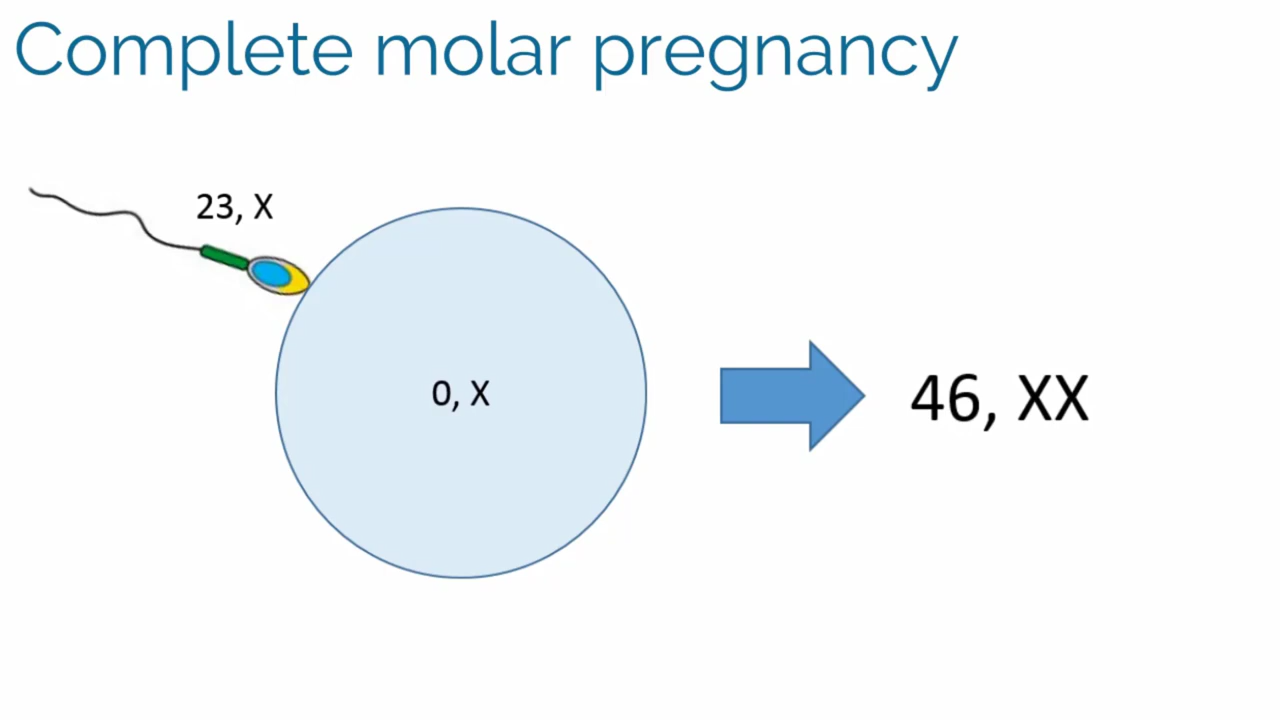 Complete molar pregnancy
23, X
0, X
46, XX